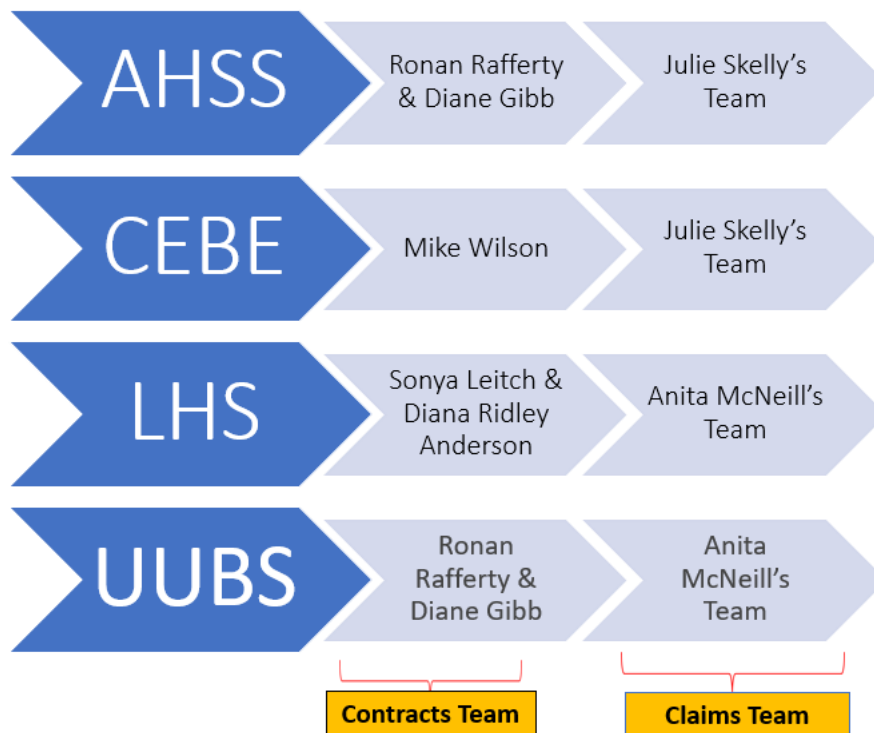 AHSS
Ronan Rafferty
& Diane Gibb
Julie Skelly’s
Team
CEBE
Mike Wilson
Julie Skelly’s
Team
LHS
Sonya Leitch &
Diana Ridley
Anderson
Anita McNeill’s
Team
UUBS
Ronan
Rafferty &
Diane Gibb
Anita
McNeill’s
Team
Contracts Team
Claims Team